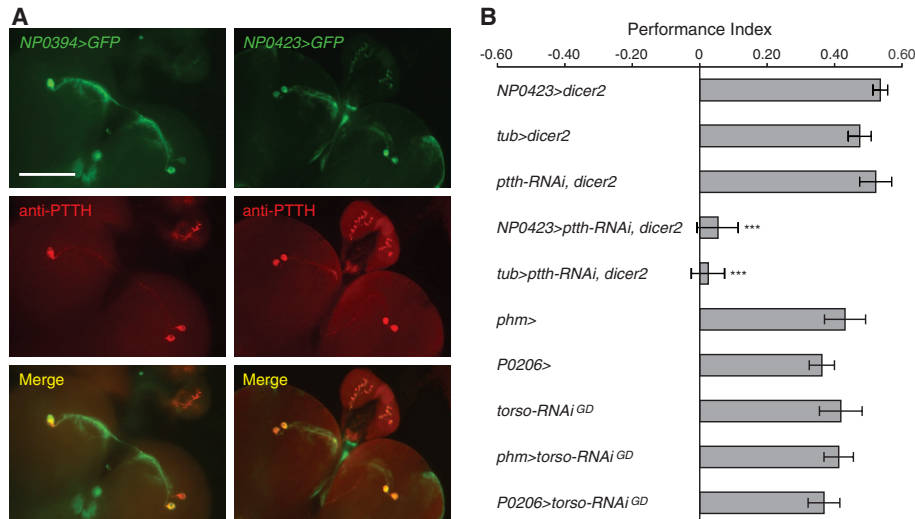 A
NP0394>GFP
NP0423>GFP
anti-PTTH
anti-PTTH
Merge
Merge
B
Performance Index
-0.60 -0.40 -0.20 0 0.20 0.40 0.60
NP0423>dicer2
tub>dicer2
ptth-RNAi, dicer2
NP0423>ptth-RNAi, dicer2 ***
tub>ptth-RNAi, dicer2 ***
phm>
P0206>
torso-RNAi GD
phm>torso-RNAi GD
P0206>torso-RNAi GD